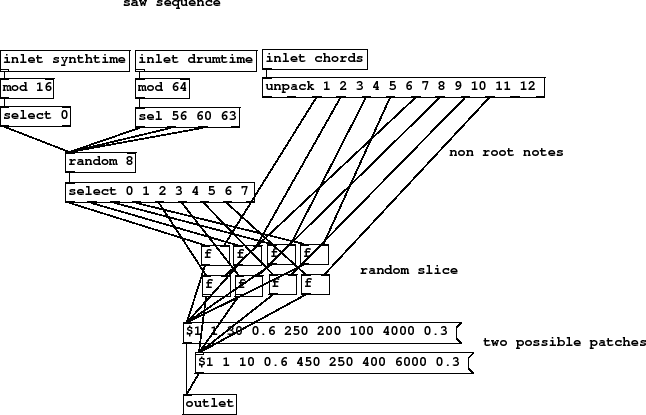 saw sequence
inlet synthtime
inlet drumtime
inlet chords
mod 16
mod 64
unpack 1 2 3 4 5 6 7 8 9 10 11 12
select 0
sel 56 60 63
random 8
non root notes
select 0 1 2 3 4 5 6 7
f f f f
random slice
f f f f
$1 1 30 0.6 250 200 100 4000 0.3
two possible patches
$1 1 10 0.6 450 250 400 6000 0.3
outlet